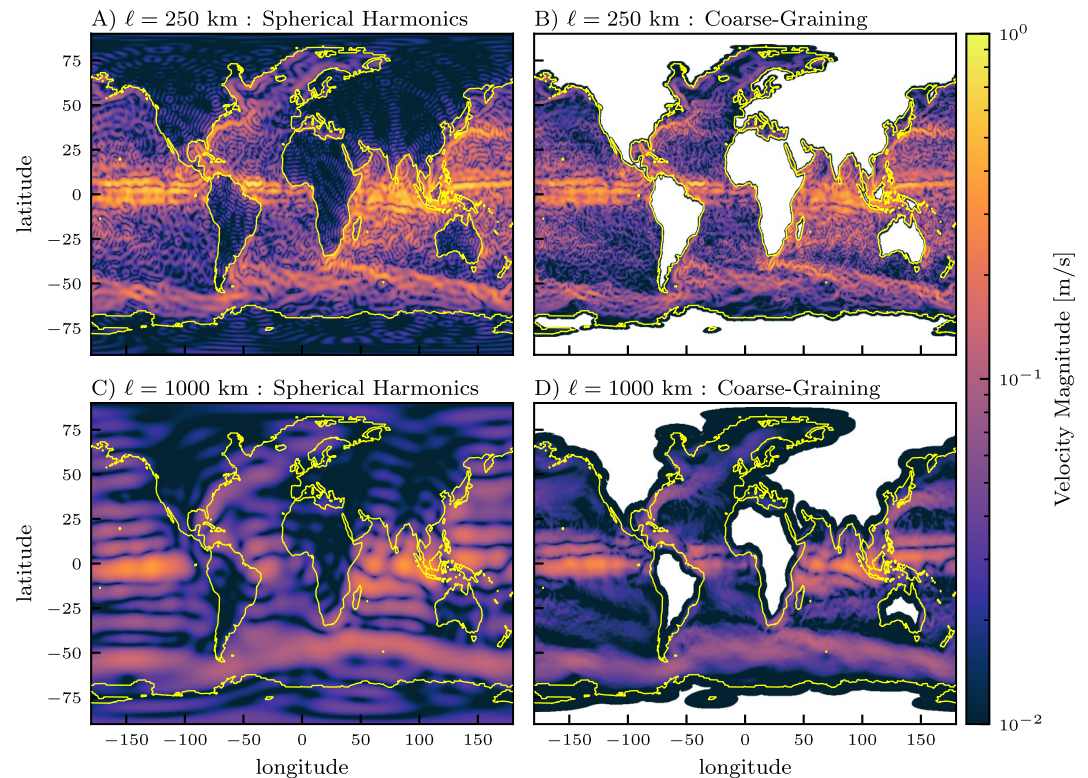 A) ℓ = 250 km : Spherical Harmonics
B) ℓ = 250 km : Coarse-Graining
latitude
75
50
25
0
−25
−50
−75
C) ℓ = 1000 km : Spherical Harmonics
D) ℓ = 1000 km : Coarse-Graining
latitude
75
50
25
0
−25
−50
−75
−150 −100 −50 0 50 100 150
−150 −100 −50 0 50 100 150
longitude
longitude
10⁰
10⁻¹
10⁻²
Velocity Magnitude [m/s]